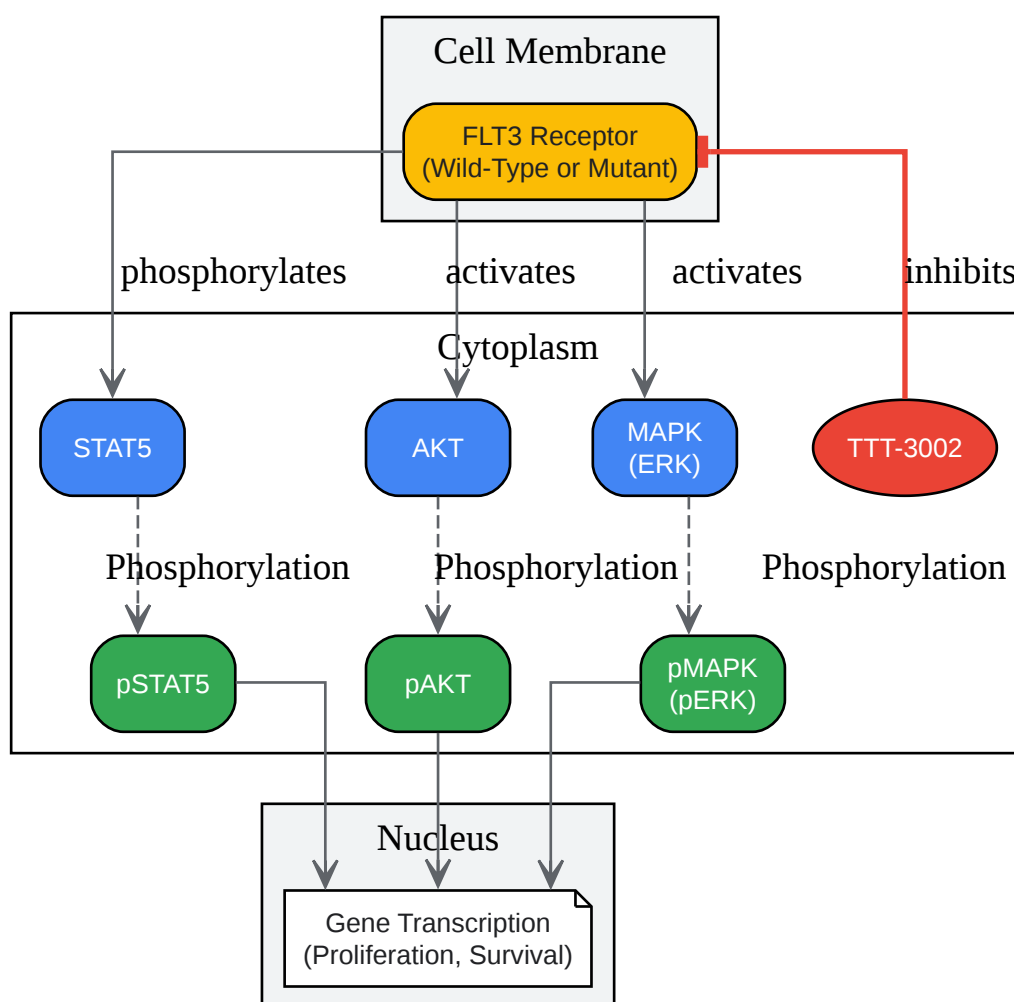 Cell Membrane
FLT3 Receptor
(Wild-Type or Mutant)
phosphorylates
activates
activates
inhibits
Cytoplasm
STAT5
AKT
MAPK
(ERK)
TTT-3002
Phosphorylation
Phosphorylation
Phosphorylation
pSTAT5
pAKT
pMAPK
(pERK)
Nucleus
Gene Transcription
(Proliferation, Survival)